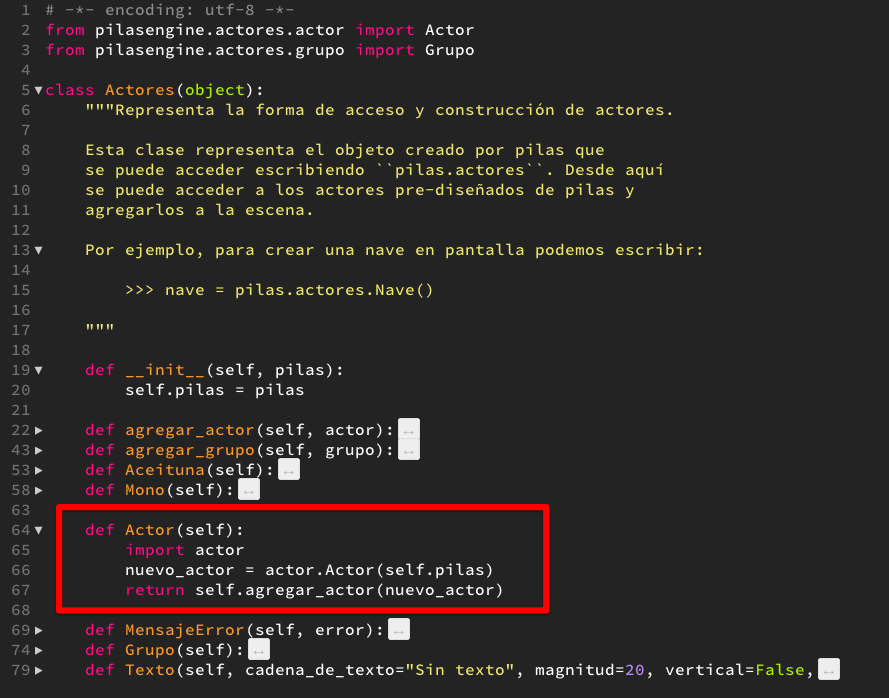 1 # -*- encoding: utf-8 -*-
2 from pilasengine.actores.actor import Actor
3 from pilasengine.actores.grupo import Grupo
4
5 class Actores(object):
6     """Representa la forma de acceso y construcción de actores.
7
8     Esta clase representa el objeto creado por pilas que
9     se puede acceder escribiendo ``pilas.actores``. Desde aquí
10     se puede acceder a los actores pre-diseñados de pilas y
11     agregarlos a la escena.
12
13     Por ejemplo, para crear una nave en pantalla podemos escribir:
14
15         >>> nave = pilas.actores.Nave()
16
17     """
18
19     def __init__(self, pilas):
20         self.pilas = pilas
21
22     def agregar_actor(self, actor):
43     def agregar_grupo(self, grupo):
53     def Aceituna(self):
58     def Mono(self):
63
64     def Actor(self):
65         import actor
66         nuevo_actor = actor.Actor(self.pilas)
67         return self.agregar_actor(nuevo_actor)
68
69     def MensajeError(self, error):
74     def Grupo(self):
79     def Texto(self, cadena_de_texto="Sin texto", magnitud=20, vertical=False,